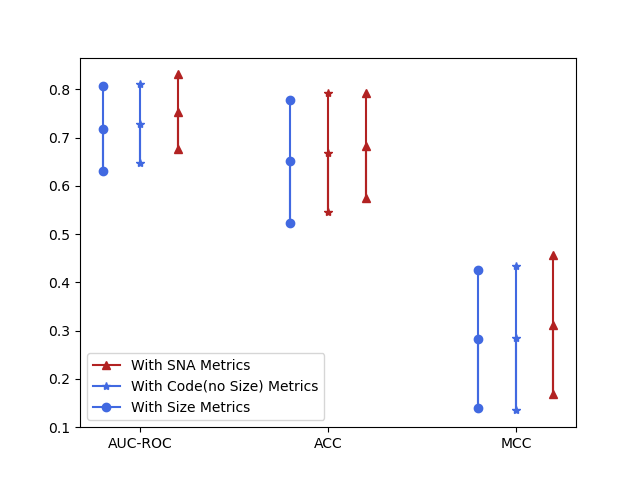 0.8
0.7
0.6
0.5
0.4
0.3
0.2
0.1
With SNA Metrics
With Code(no Size) Metrics
With Size Metrics
AUC-ROC ACC MCC